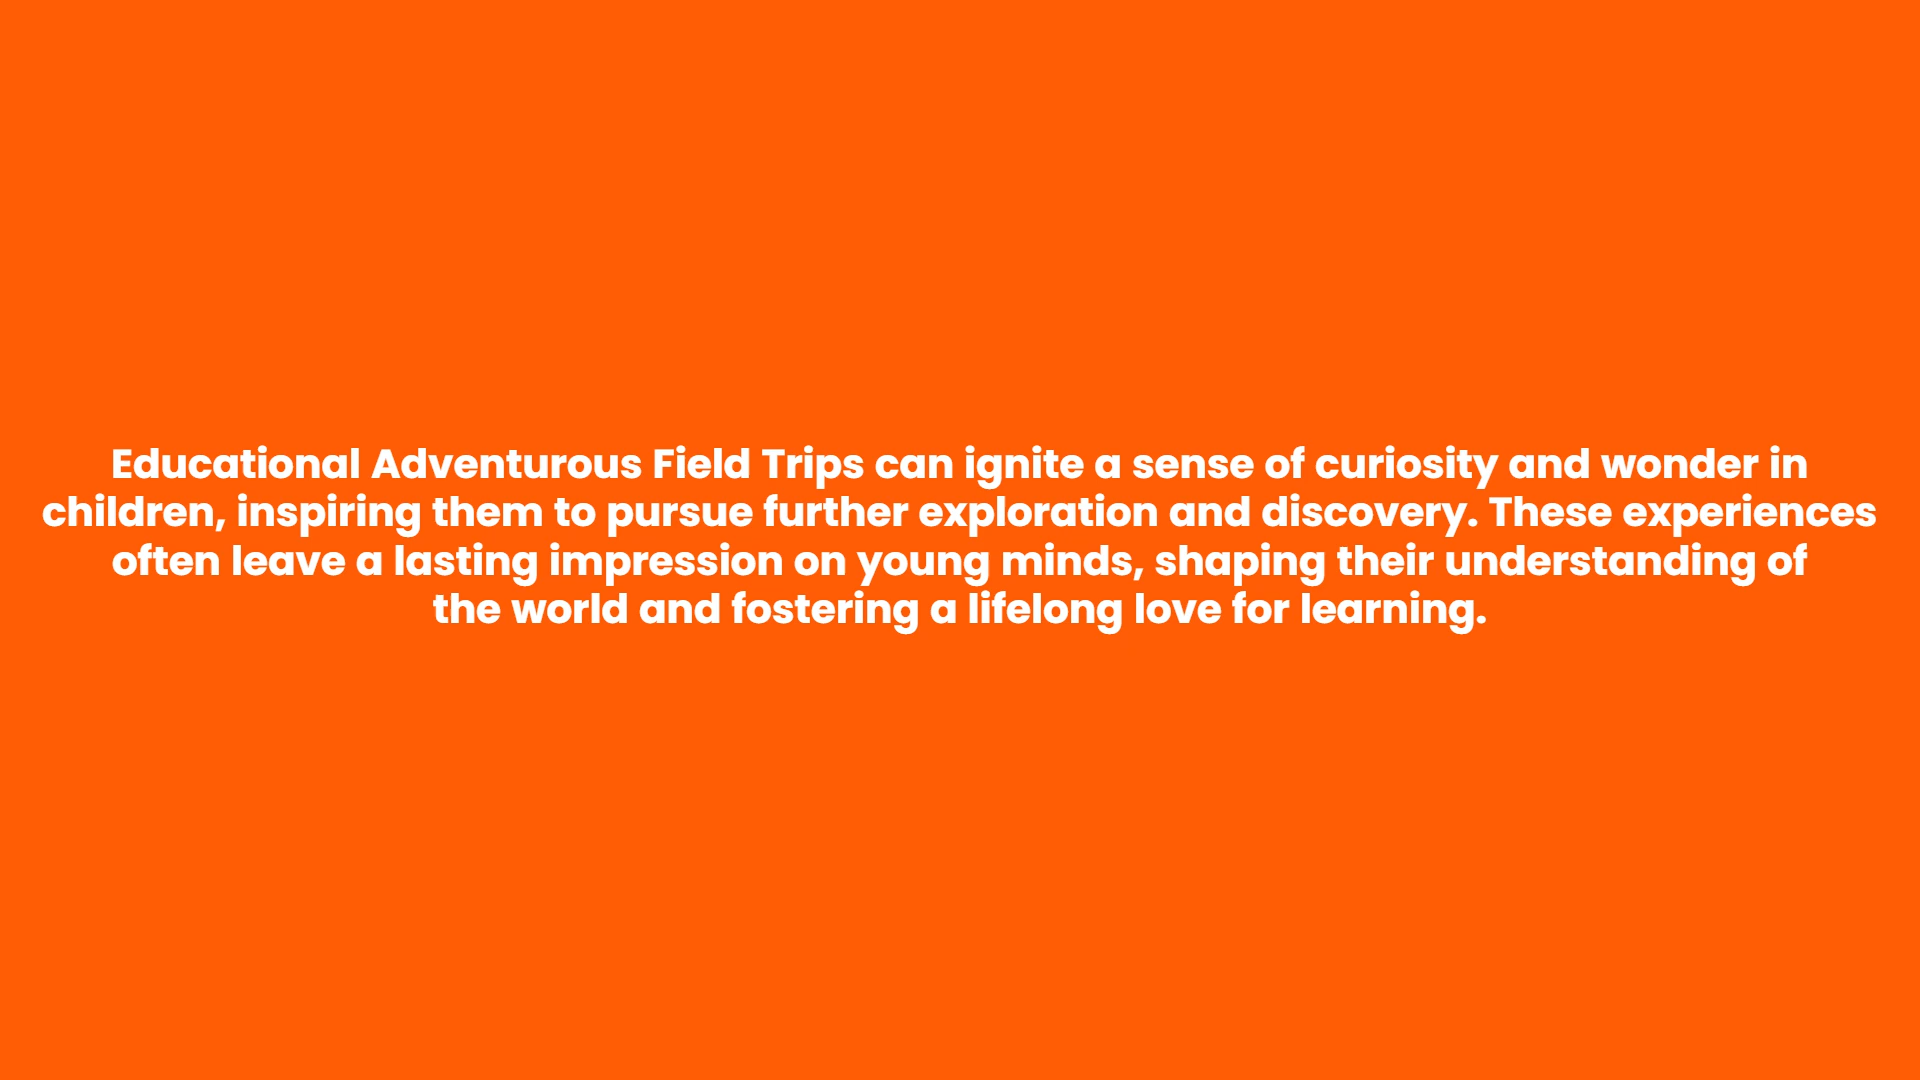 Educational Adventurous Field Trips can ignite a sense of curiosity and wonder in
children, inspiring them to pursue further exploration and discovery. These experiences
often leave a lasting impression on young minds, shaping their understanding of
the world and fostering a lifelong love for learning.